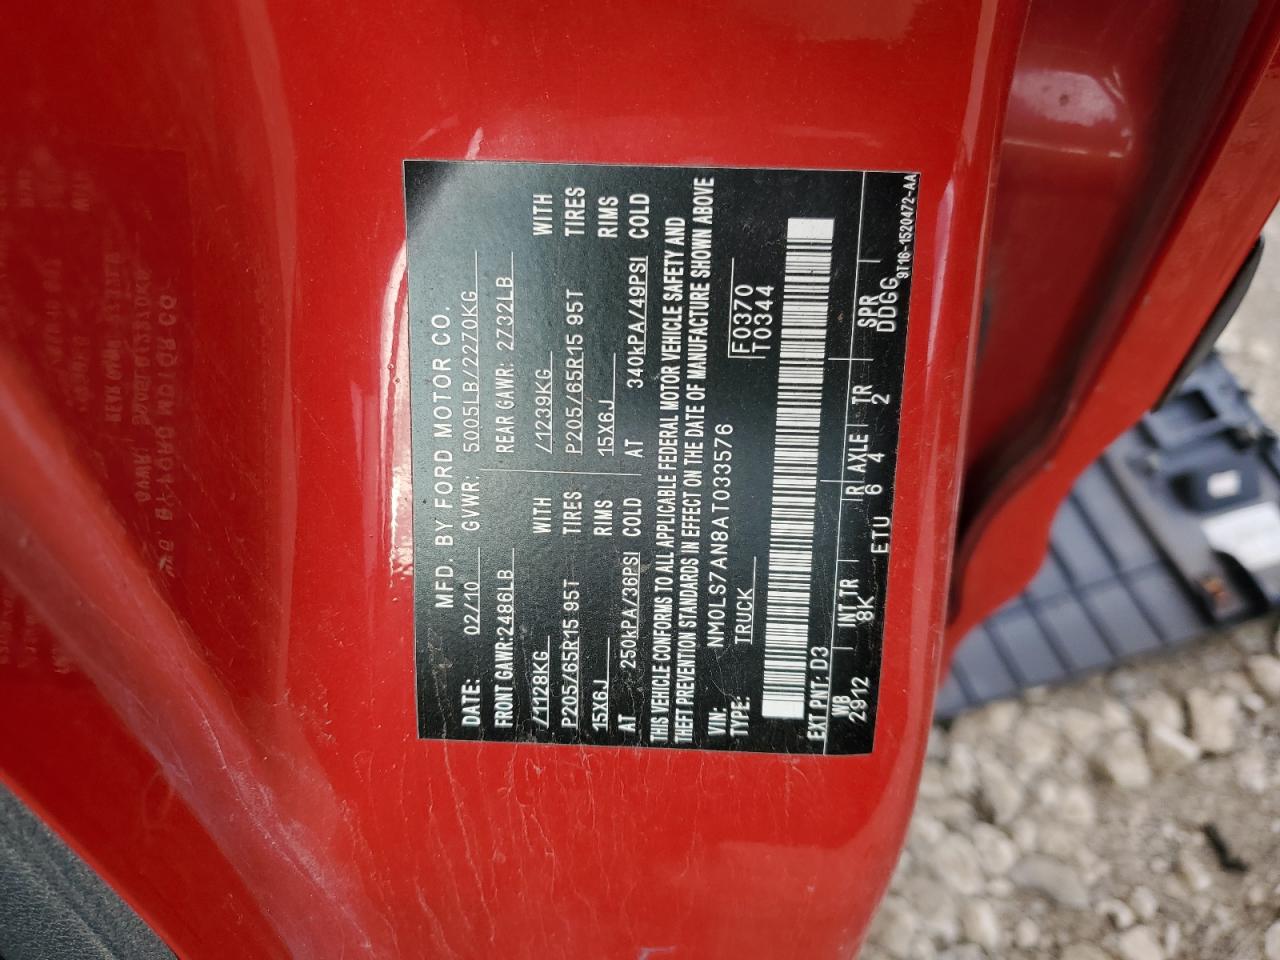 MFD. BY FORD MOTOR CO.
DATE: 02/10 GVWR: 5005LB/2270KG
FRONT GAWR:2486LB REAR GAWR: 2732LB
/1128KG WITH /1239KG WITH
P205/65R15 95T TIRES P205/65R15 95T TIRES
15X6J RIMS 15X6J RIMS
AT 250kPA/36PSI COLD AT 340kPA/49PSI COLD
THIS VEHICLE CONFORMS TO ALL APPLICABLE FEDERAL MOTOR VEHICLE SAFETY AND
THEFT PREVENTION STANDARDS IN EFFECT ON THE DATE OF MANUFACTURE SHOWN ABOVE
VIN: NM0LS7AN8AT033576 F0370
TYPE: TRUCK T0344
EXT PNT: D3
WB INT TR R AXLE TR SPR
2912 8K ETU 6 4 2 DDGG
9T16-1520472-AA